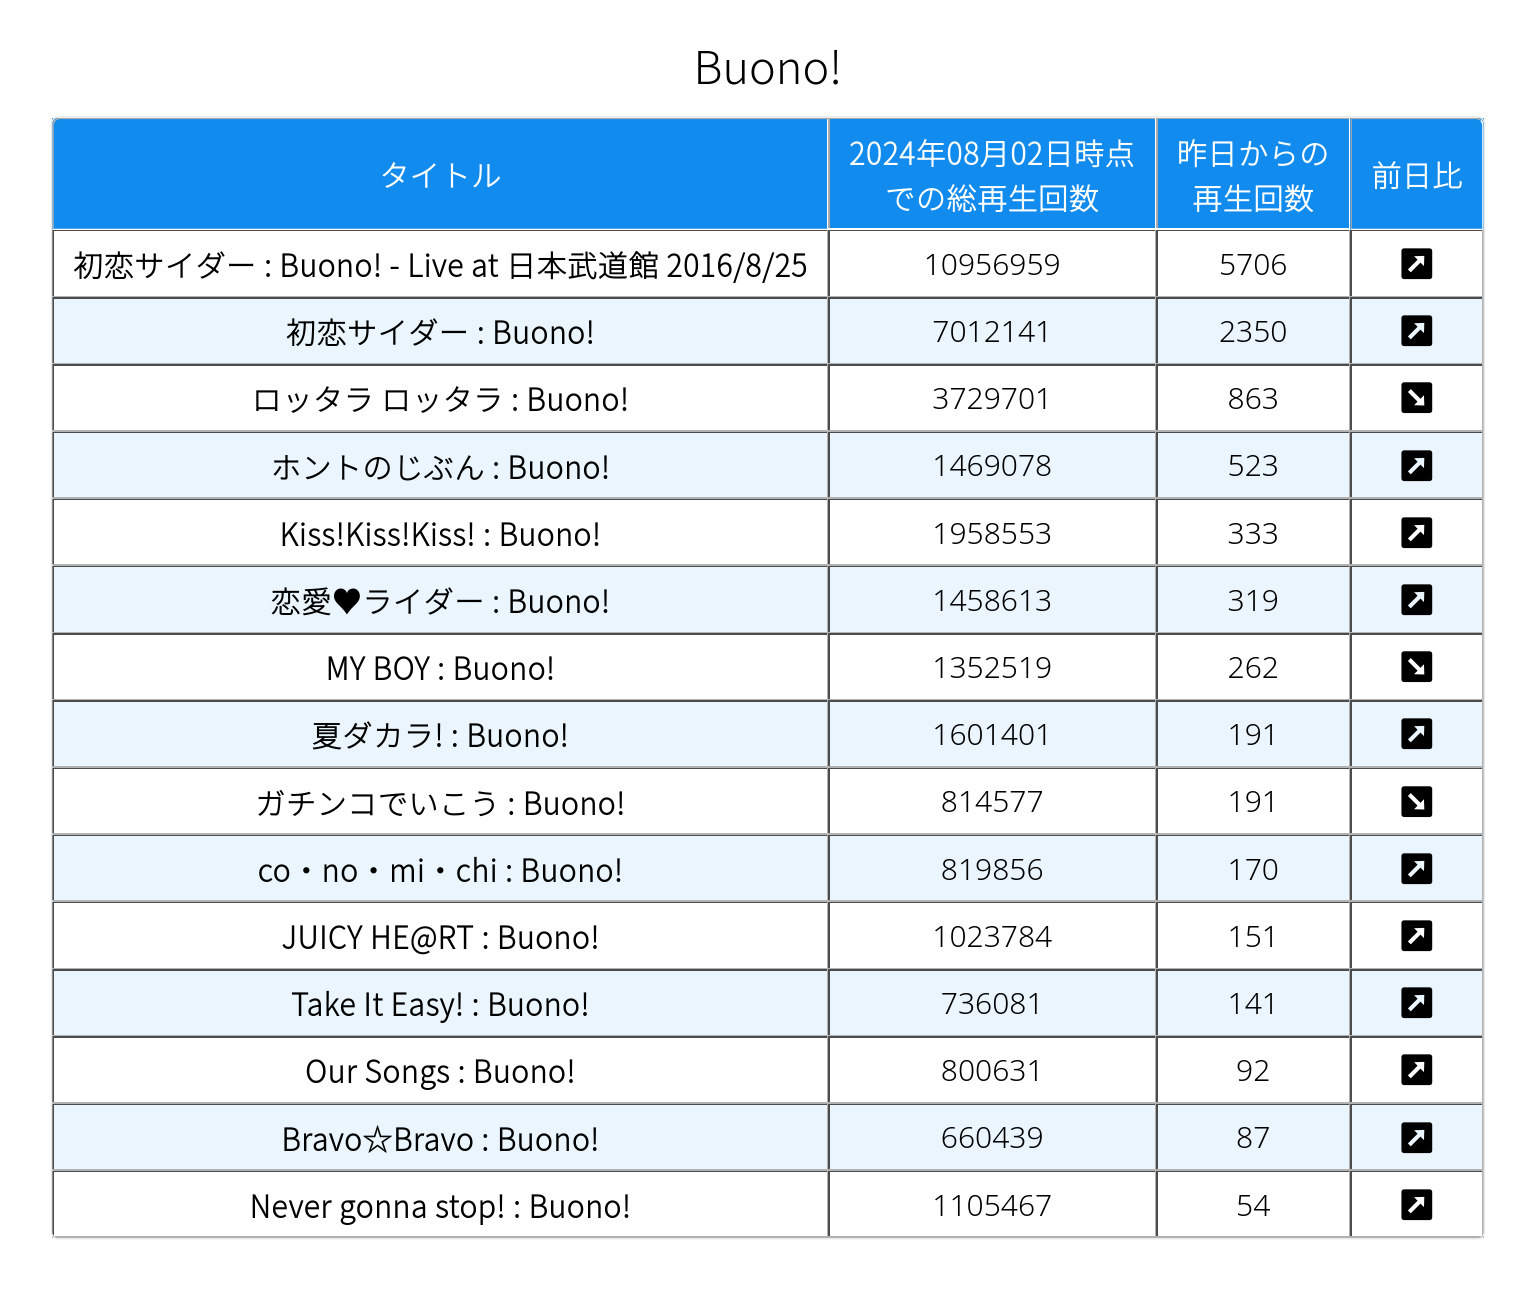 Buono!
タイトル 2024年08月02日時点での総再生回数 昨日からの再生回数 前日比
初恋サイダー : Buono! - Live at 日本武道館 2016/8/25 10956959 5706 ↗
初恋サイダー : Buono! 7012141 2350 ↗
ロッタラ ロッタラ : Buono! 3729701 863 ↘
ホントのじぶん : Buono! 1469078 523 ↗
Kiss!Kiss!Kiss! : Buono! 1958553 333 ↗
恋愛♥ライダー : Buono! 1458613 319 ↗
MY BOY : Buono! 1352519 262 ↘
夏ダカラ! : Buono! 1601401 191 ↗
ガチンコでいこう : Buono! 814577 191 ↘
co・no・mi・chi : Buono! 819856 170 ↗
JUICY HE@RT : Buono! 1023784 151 ↗
Take It Easy! : Buono! 736081 141 ↗
Our Songs : Buono! 800631 92 ↗
Bravo☆Bravo : Buono! 660439 87 ↗
Never gonna stop! : Buono! 1105467 54 ↗